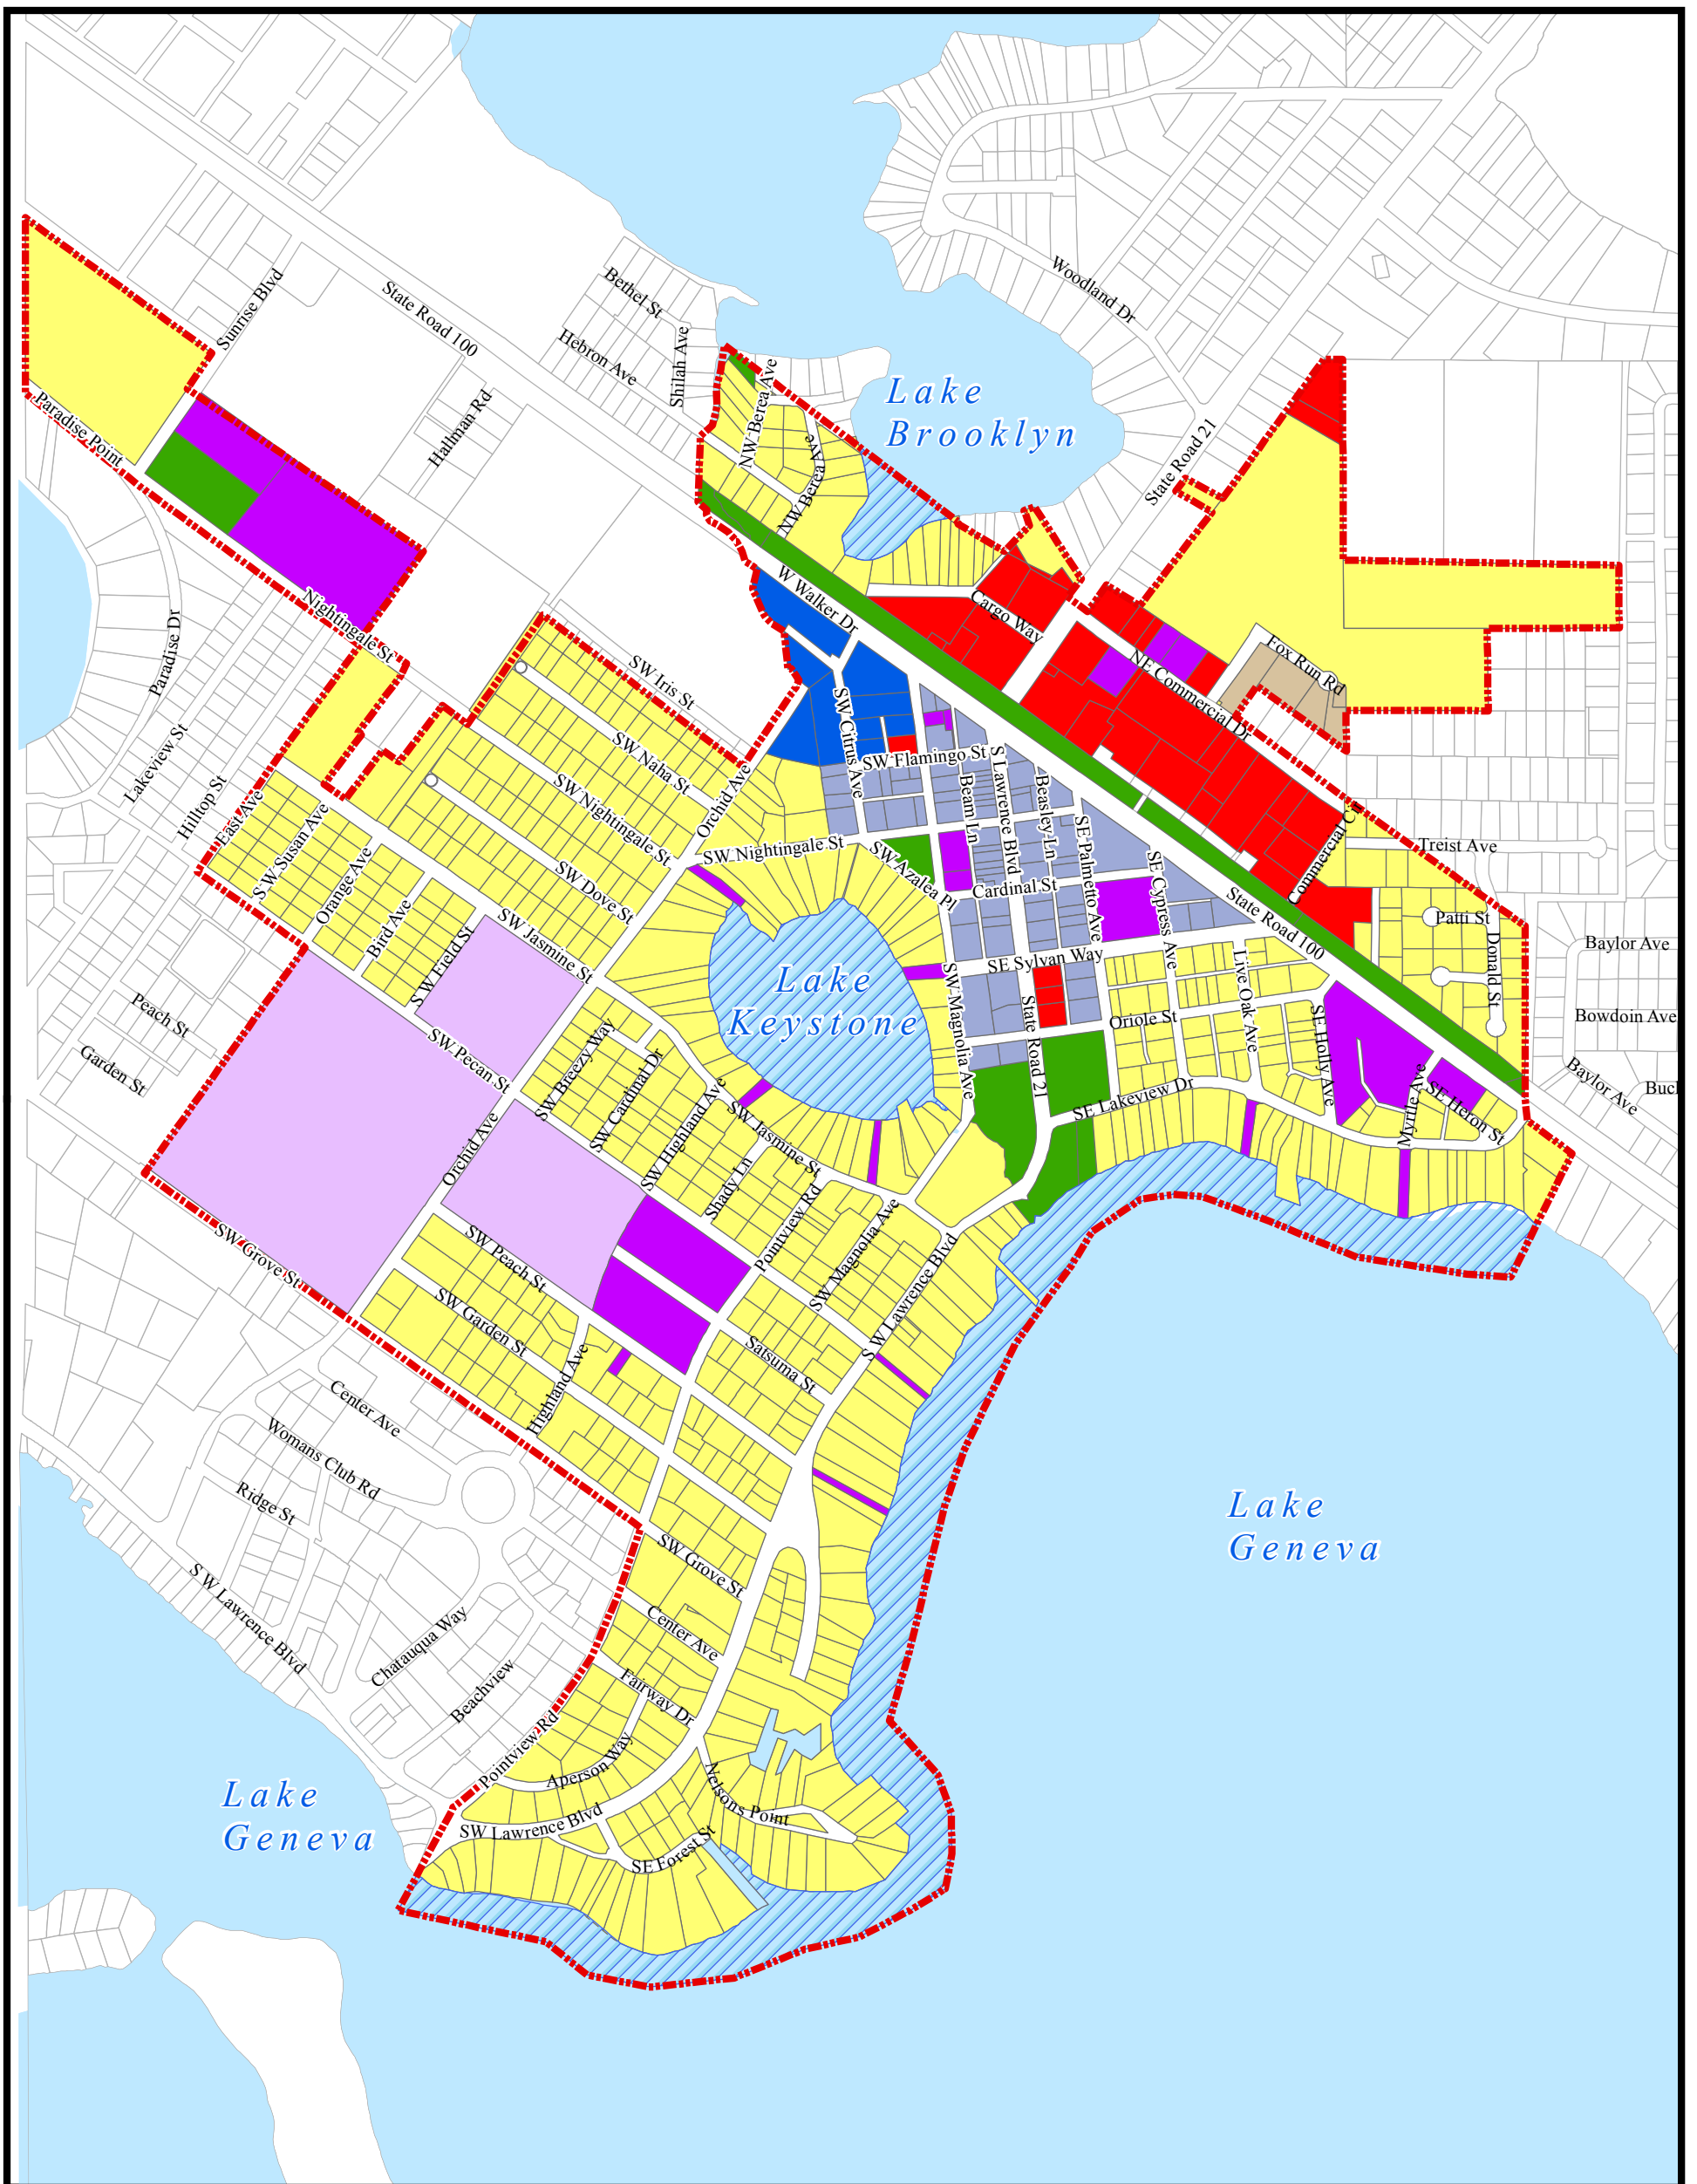 Woodland Dr
Bethel St
Sunrise Blvd
State Road 100
Hebron Ave
Shilah Ave
NW Berea Ave
Lake
Brooklyn
Hallman Rd
Paradise Point
NW Berea Ave
State Road 21
W Walker Dr
Cargo Way
Nightingale St
Paradise Dr
SW Iris St
Fox Run Rd
NE Commercial Dr
SW Citrus Ave
SW Naha St
SW Flamingo St
S Lawrence Blvd
Beam Ln
Beasley Ln
Lakeview St
Hilltop St
East Ave
SW Nightingale St
Orchid Ave
SW Nightingale St
SE Palmetto Ave
Commercial Cir
Treist Ave
S W Susan Ave
Orange Ave
SW Dove St
SW Azalea Pl
Cardinal St
SE Cypress Ave
Bird Ave
S W Field St
SW Jasmine St
State Road 100
Patti St
Donald St
Baylor Ave
SE Sylvan Way
Live Oak Ave
Lake
Keystone
SW Magnolia Ave
State Road 21
Oriole St
SE Holly Ave
Bowdoin Ave
Peach St
Garden St
SW Pecan St
SW Breezy Way
SW Cardinal Dr
SW Highland Ave
SW Jasmine St
SE Lakeview Dr
Myrtle Ave
SE Heron St
Baylor Ave
Bucl
Orchid Ave
Shady Ln
Pointview Rd
SW Magnolia Ave
S W Lawrence Blvd
SW Grove St
SW Peach St
SW Garden St
Satsuma St
Highland Ave
Center Ave
Womans Club Rd
Ridge St
Lake
Geneva
SW Grove St
S W Lawrence Blvd
Center Ave
Chatauqua Way
Beachview
Fairway Dr
Pointview Rd
Aperson Way
Nelsons Point
Lake
Geneva
SW Lawrence Blvd
SE Forest St